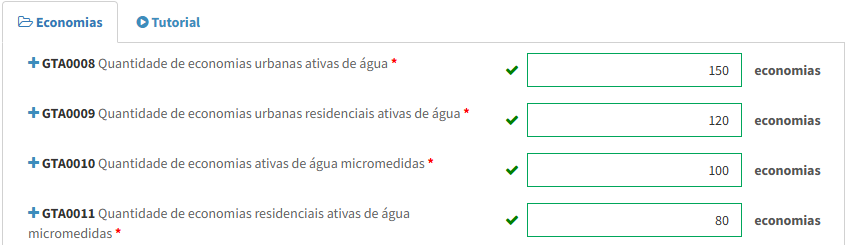 Economias Tutorial
GTA0008 Quantidade de economias urbanas ativas de água * 150 economias
GTA0009 Quantidade de economias urbanas residenciais ativas de água * 120 economias
GTA0010 Quantidade de economias ativas de água micromedidas * 100 economias
GTA0011 Quantidade de economias residenciais ativas de água 80 economias
micromedidas *